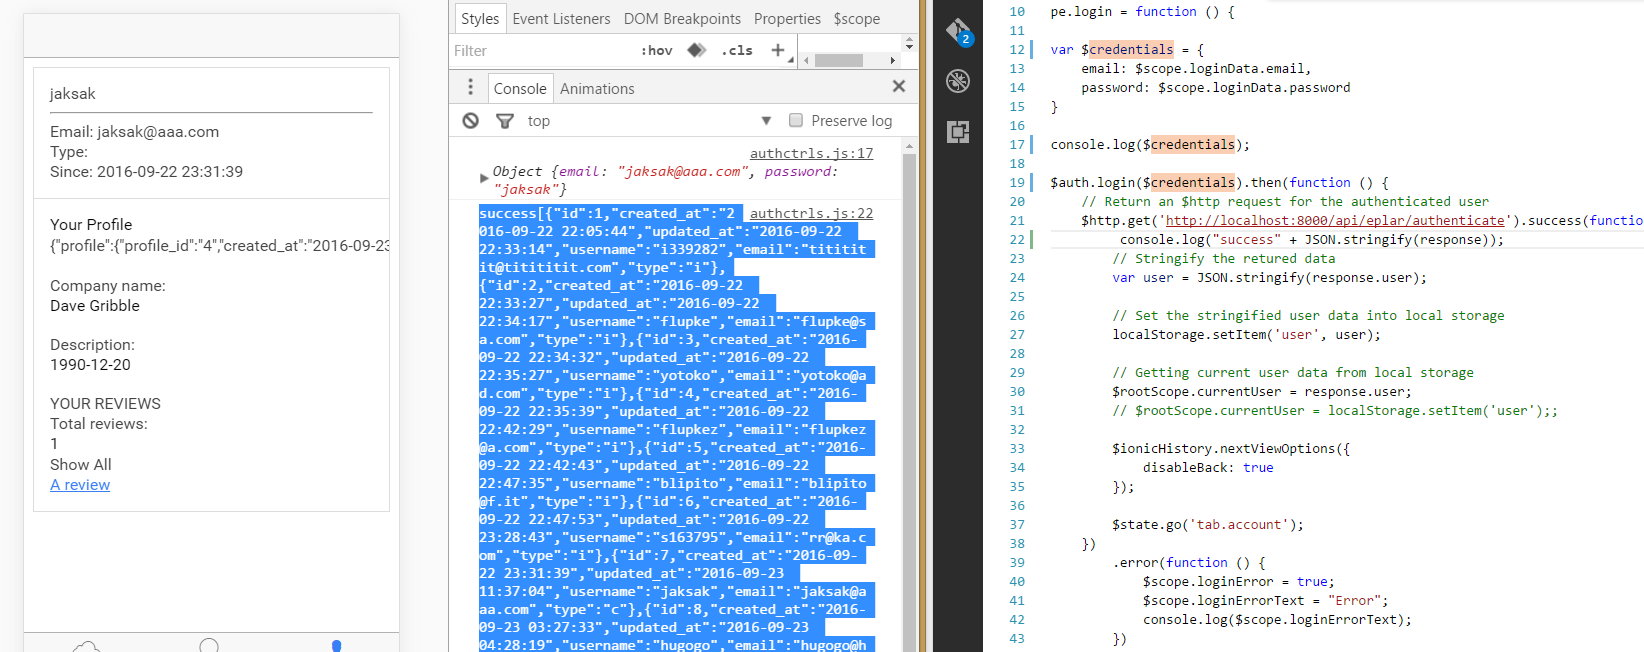 jaksak
Email: jaksak@aaa.com
Type:
Since: 2016-09-22 23:31:39
Your Profile
{"profile":{"profile_id":"4","created_at":"2016-09-23
Company name:
Dave Gribble
Description:
1990-12-20
YOUR REVIEWS
Total reviews:
1
Show All
A review
Styles Event Listeners DOM Breakpoints Properties $scope
Filter :hov .cls +
Console Animations
top Preserve log
authctrls.js:17
Object {email: "jaksak@aaa.com", password:
"jaksak"}
success[{"id":1,"created_at":"2 authctrls.js:22
016-09-22 22:05:44","updated_at":"2016-09-22
22:33:14","username":"i339282","email":"tititit
it@titititit.com","type":"i"},
{"id":2,"created_at":"2016-09-22
22:33:27","updated_at":"2016-09-22
22:34:17","username":"flupke","email":"flupke@s
a.com","type":"i"},{"id":3,"created_at":"2016-
09-22 22:34:32","updated_at":"2016-09-22
22:35:27","username":"yotoko","email":"yotoko@a
d.com","type":"i"},{"id":4,"created_at":"2016-
09-22 22:35:39","updated_at":"2016-09-22
22:42:29","username":"flupkez","email":"flupkez
@a.com","type":"i"},{"id":5,"created_at":"2016-
09-22 22:42:43","updated_at":"2016-09-22
22:47:35","username":"blipito","email":"blipito
@f.it","type":"i"},{"id":6,"created_at":"2016-
09-22 22:47:53","updated_at":"2016-09-22
23:28:43","username":"s163795","email":"rr@ka.c
om","type":"i"},{"id":7,"created_at":"2016-09-
22 23:31:39","updated_at":"2016-09-23
11:37:04","username":"jaksak","email":"jaksak@a
aa.com","type":"c"},{"id":8,"created_at":"2016-
09-23 03:27:33","updated_at":"2016-09-23
04:28:19","username":"hugogo","email":"hugogo@h
2
10 pe.login = function () {
11
12 var $credentials = {
13 email: $scope.loginData.email,
14 password: $scope.loginData.password
15 }
16
17 console.log($credentials);
18
19 $auth.login($credentials).then(function () {
20 // Return an $http request for the authenticated user
21 $http.get('http://localhost:8000/api/eplar/authenticate').success(functio
22 console.log("success" + JSON.stringify(response));
23 // Stringify the retured data
24 var user = JSON.stringify(response.user);
25
26 // Set the stringified user data into local storage
27 localStorage.setItem('user', user);
28
29 // Getting current user data from local storage
30 $rootScope.currentUser = response.user;
31 // $rootScope.currentUser = localStorage.setItem('user');;
32
33 $ionicHistory.nextViewOptions({
34 disableBack: true
35 });
36
37 $state.go('tab.account');
38 })
39 .error(function () {
40 $scope.loginError = true;
41 $scope.loginErrorText = "Error";
42 console.log($scope.loginErrorText);
43 })